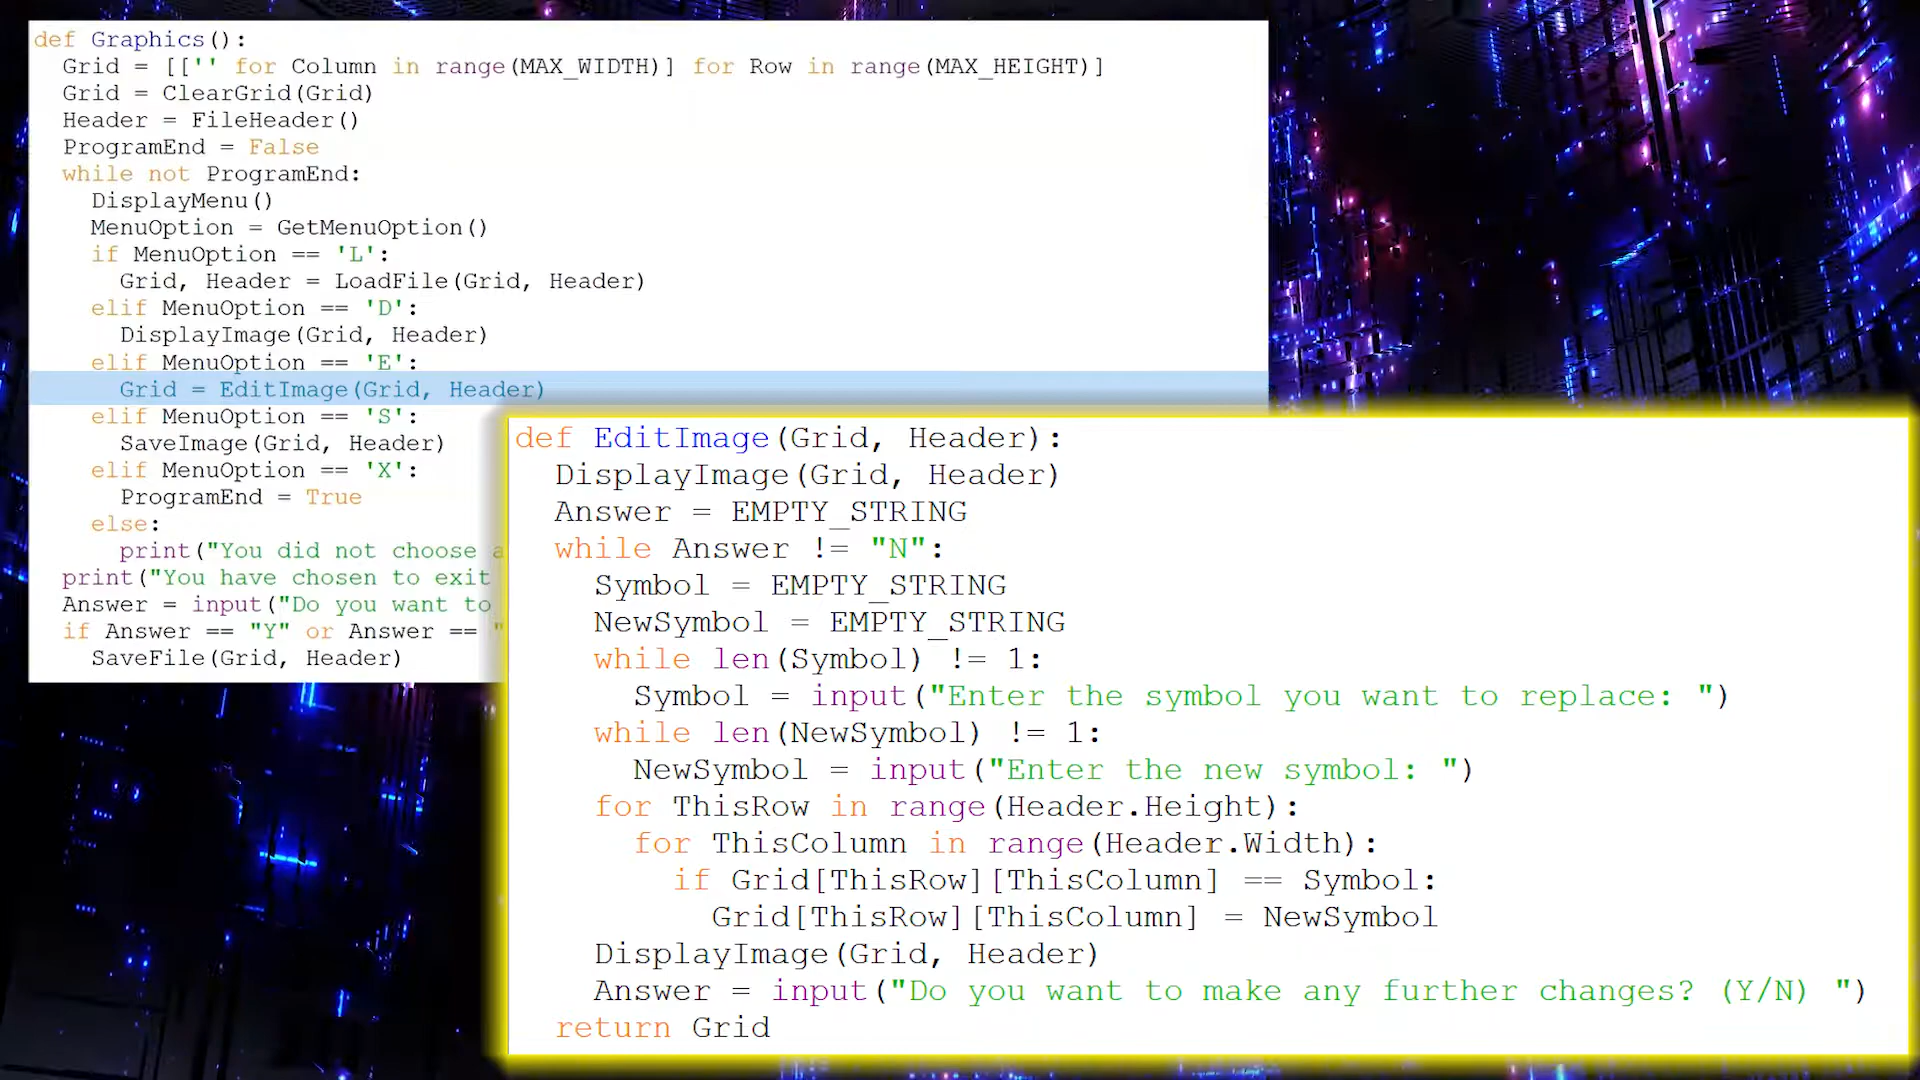 def Graphics():
  Grid = [['' for Column in range(MAX_WIDTH)] for Row in range(MAX_HEIGHT)]
  Grid = ClearGrid(Grid)
  Header = FileHeader()
  ProgramEnd = False
  while not ProgramEnd:
    DisplayMenu()
    MenuOption = GetMenuOption()
    if MenuOption == 'L':
      Grid, Header = LoadFile(Grid, Header)
    elif MenuOption == 'D':
      DisplayImage(Grid, Header)
    elif MenuOption == 'E':
      Grid = EditImage(Grid, Header)
    elif MenuOption == 'S':
      SaveImage(Grid, Header)
    elif MenuOption == 'X':
      ProgramEnd = True
    else:
      print("You did not choose
  print("You have chosen to exit
  Answer = input("Do you want to
  if Answer == "Y" or Answer == "
    SaveFile(Grid, Header)
def EditImage(Grid, Header):
  DisplayImage(Grid, Header)
  Answer = EMPTY_STRING
  while Answer != "N":
    Symbol = EMPTY_STRING
    NewSymbol = EMPTY_STRING
    while len(Symbol) != 1:
      Symbol = input("Enter the symbol you want to replace: ")
    while len(NewSymbol) != 1:
      NewSymbol = input("Enter the new symbol: ")
    for ThisRow in range(Header.Height):
      for ThisColumn in range(Header.Width):
        if Grid[ThisRow][ThisColumn] == Symbol:
          Grid[ThisRow][ThisColumn] = NewSymbol
    DisplayImage(Grid, Header)
    Answer = input("Do you want to make any further changes? (Y/N) ")
  return Grid